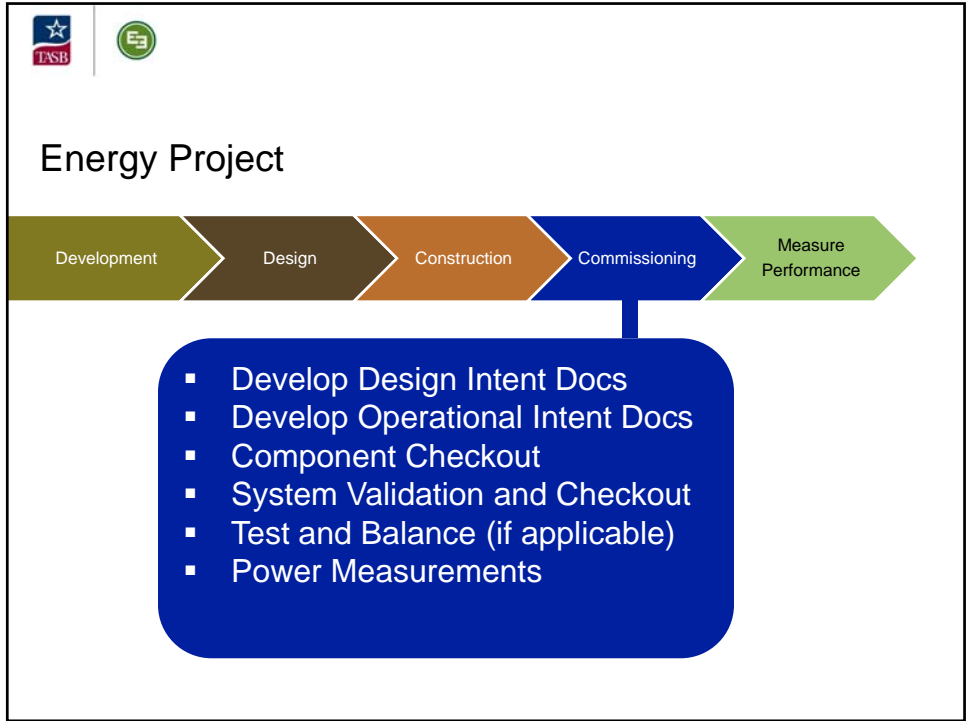 TASB
E3
Energy Project
Development
Design
Construction
Commissioning
Measure
Performance
▪ Develop Design Intent Docs
▪ Develop Operational Intent Docs
▪ Component Checkout
▪ System Validation and Checkout
▪ Test and Balance (if applicable)
▪ Power Measurements